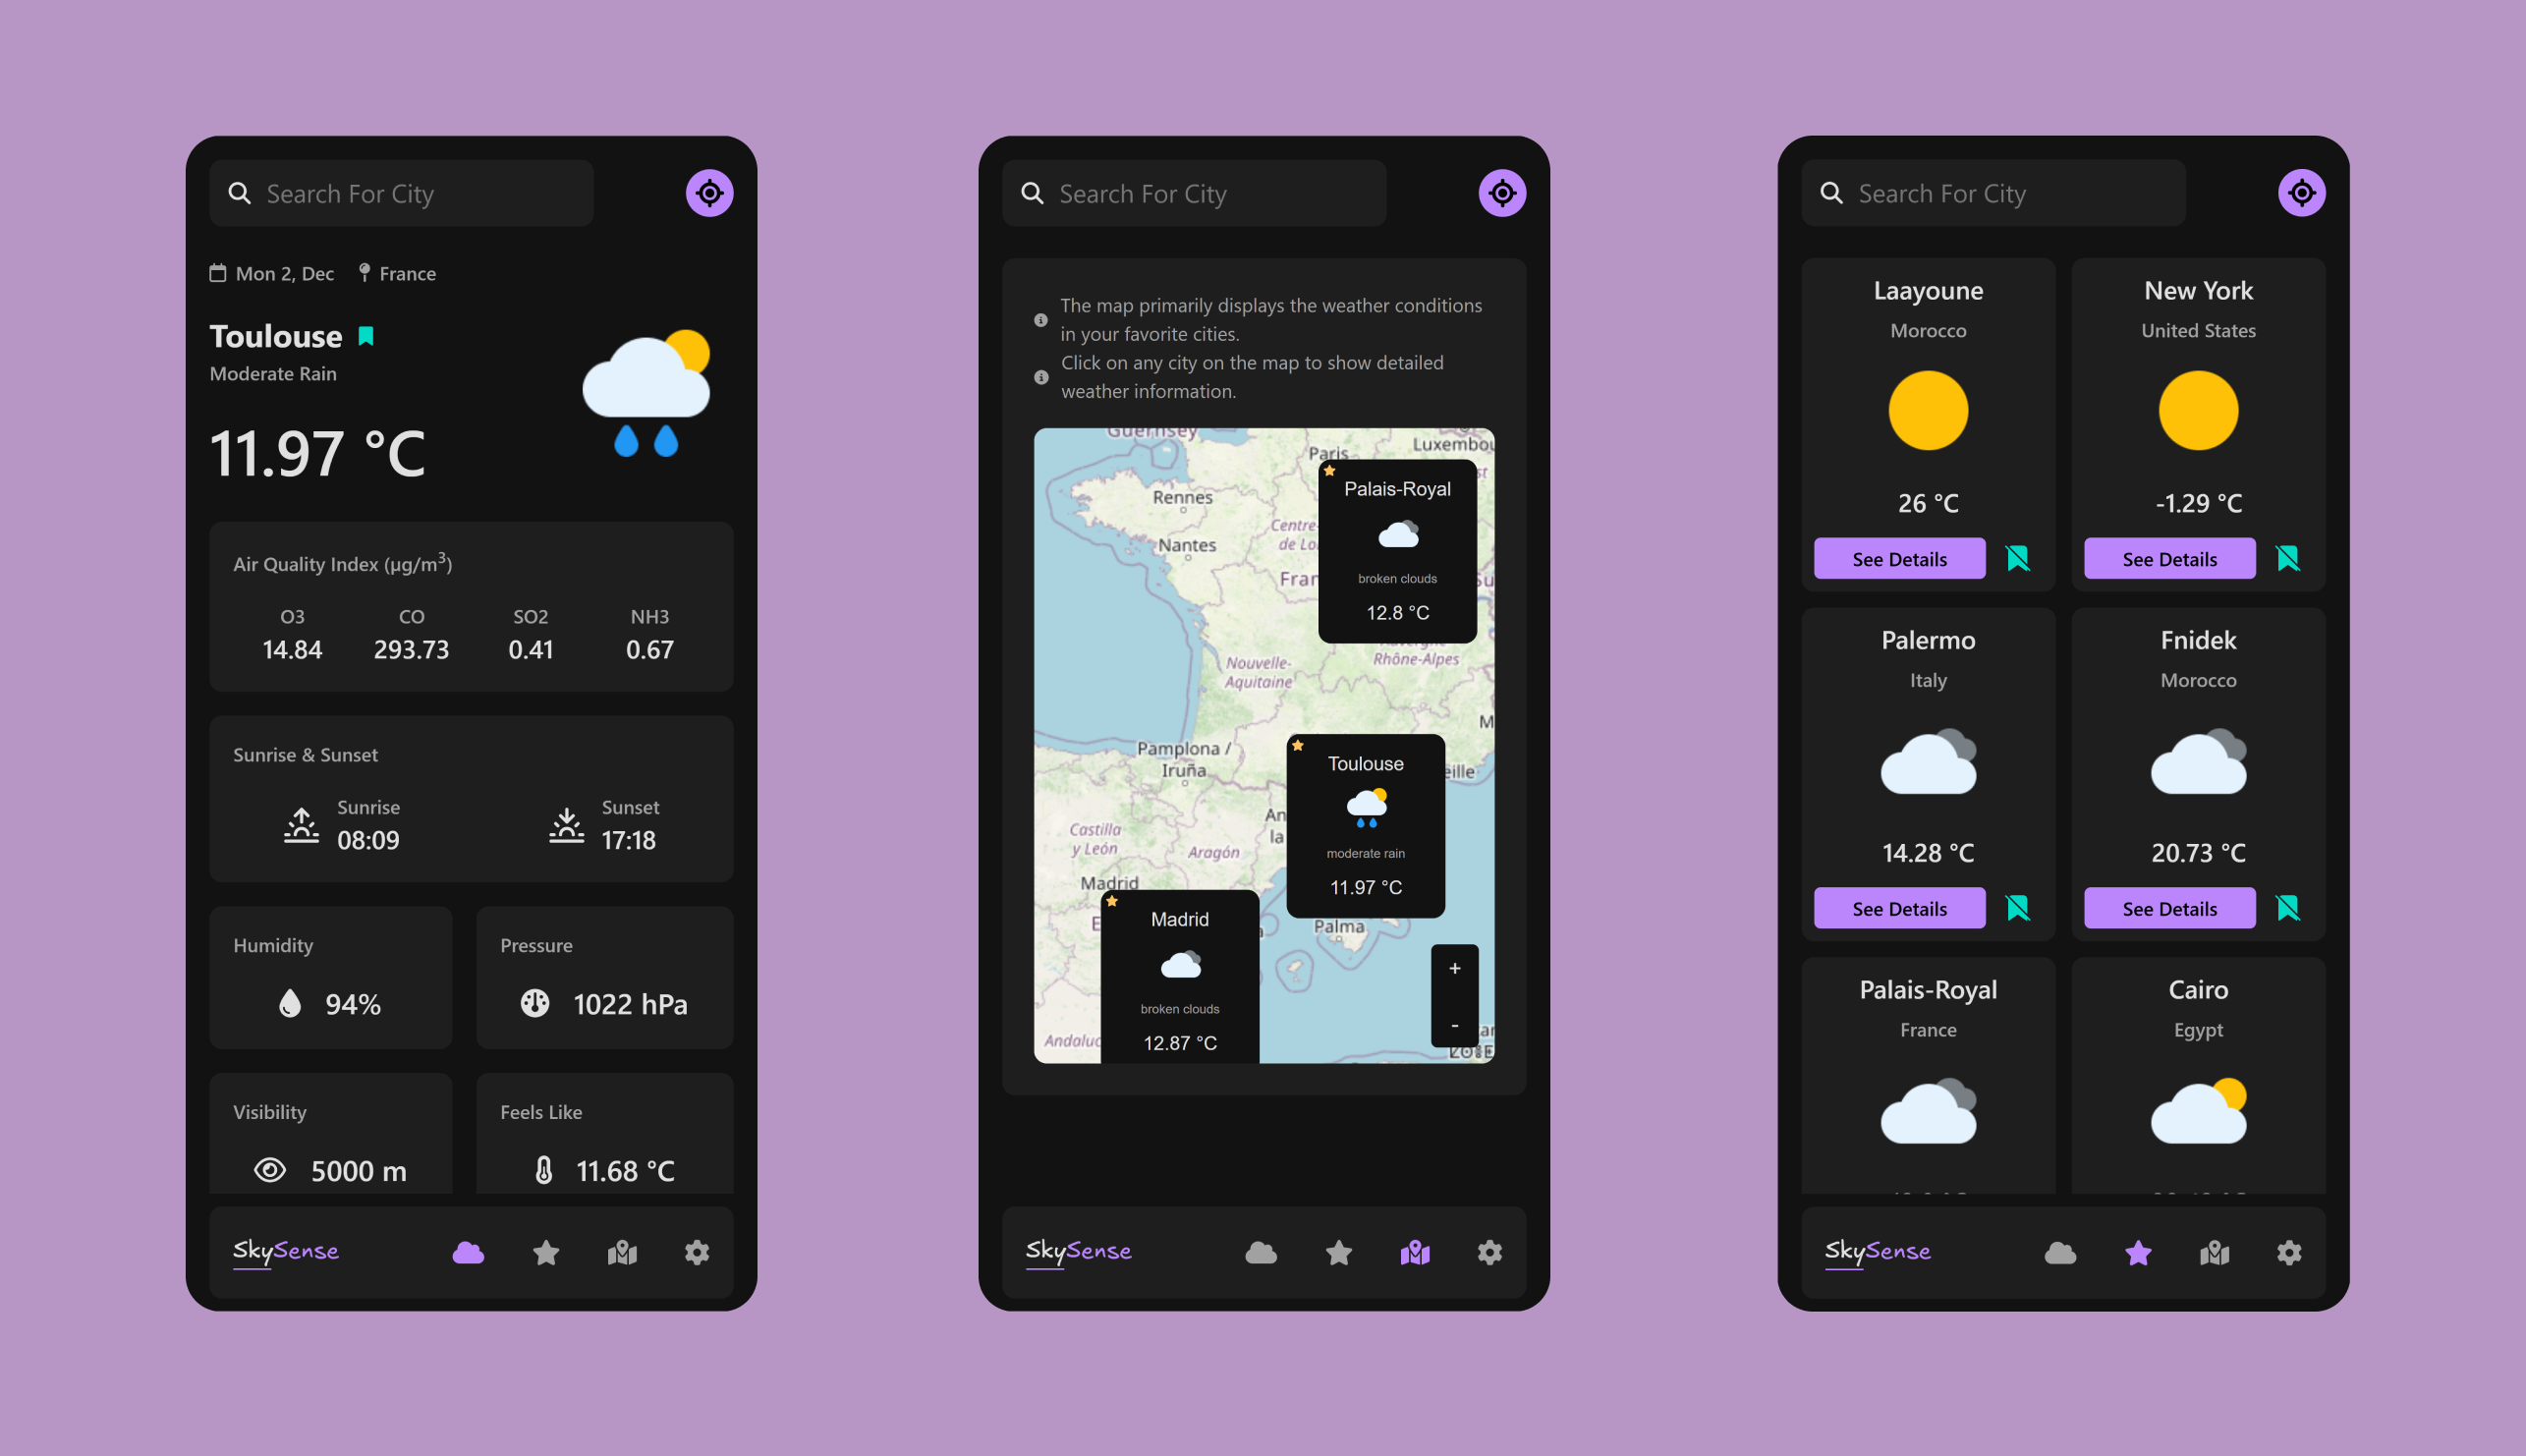 Search For City
Mon 2, Dec France
Toulouse
Moderate Rain
11.97 °C
Air Quality Index (µg/m³)
O3 CO SO2 NH3
14.84 293.73 0.41 0.67
Sunrise & Sunset
Sunrise
08:09
Sunset
17:18
Humidity
94%
Pressure
1022 hPa
Visibility
5000 m
Feels Like
11.68 °C
SkySense
Search For City
The map primarily displays the weather conditions
in your favorite cities.
Click on any city on the map to show detailed
weather information.
Guernsey
Paris
Luxembou
Rennes
Nantes
Centre-
de Lo
Fran
Palais-Royal
broken clouds
12.8 °C
Nouvelle-
Aquitaine
Rhône-Alpes
Pamplona /
Iruña
Toulouse
moderate rain
11.97 °C
eille
An
la
Castilla
y León
Aragón
Madrid
Madrid
broken clouds
12.87 °C
Palma
Andaluc
+
-
SkySense
Search For City
Laayoune
Morocco
26 °C
See Details
New York
United States
-1.29 °C
See Details
Palermo
Italy
14.28 °C
See Details
Fnidek
Morocco
20.73 °C
See Details
Palais-Royal
France
Cairo
Egypt
SkySense